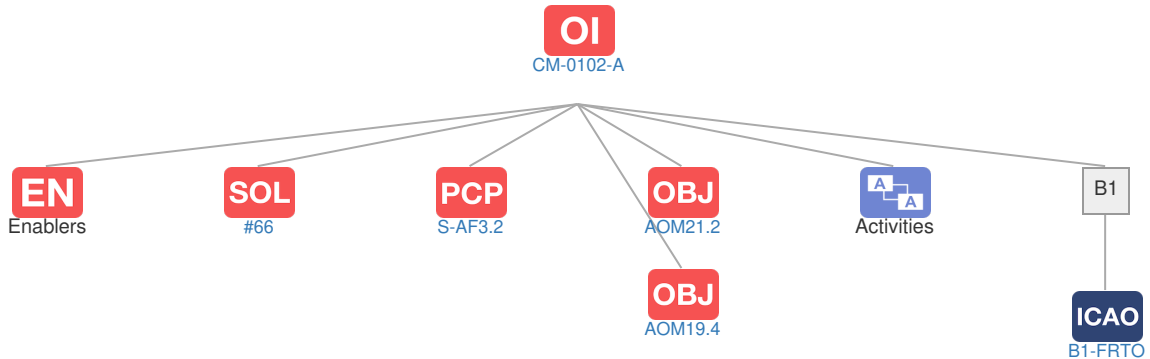 OI
CM-0102-A
EN
Enablers
SOL
#66
PCP
S-AF3.2
OBJ
AOM21.2
A
A
Activities
B1
OBJ
AOM19.4
ICAO
B1-FRTO